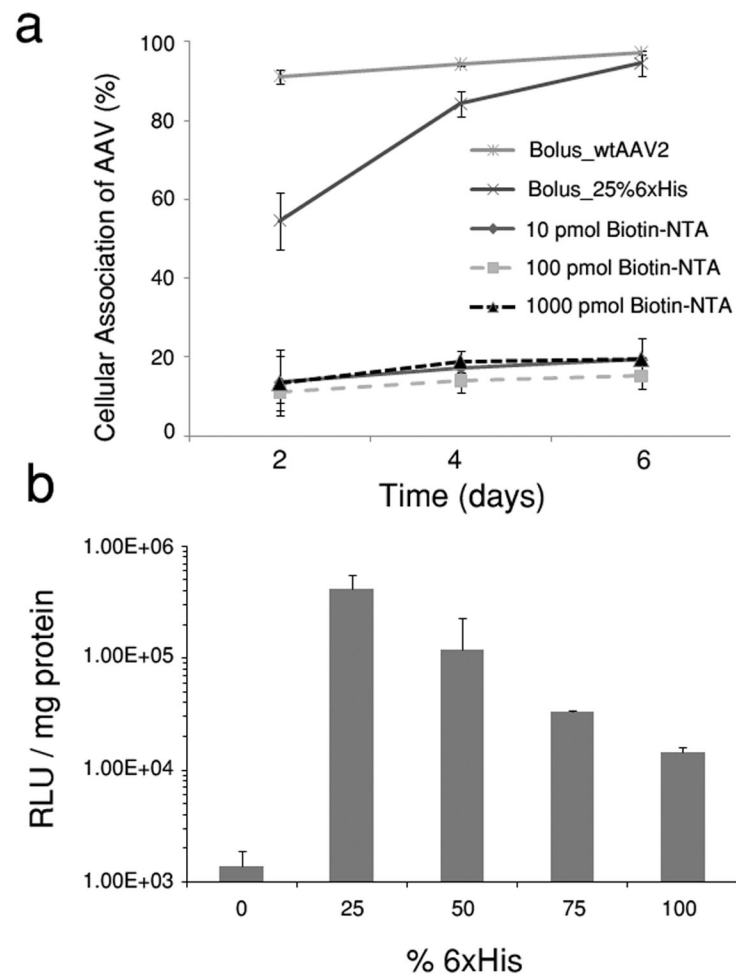 a
Cellular Association of AAV (%)
100
80
60
40
20
0
Bolus_wtAAV2
Bolus_25%6xHis
10 pmol Biotin-NTA
100 pmol Biotin-NTA
1000 pmol Biotin-NTA
2 4 6
Time (days)
b
RLU / mg protein
1.00E+06
1.00E+05
1.00E+04
1.00E+03
0 25 50 75 100
% 6xHis